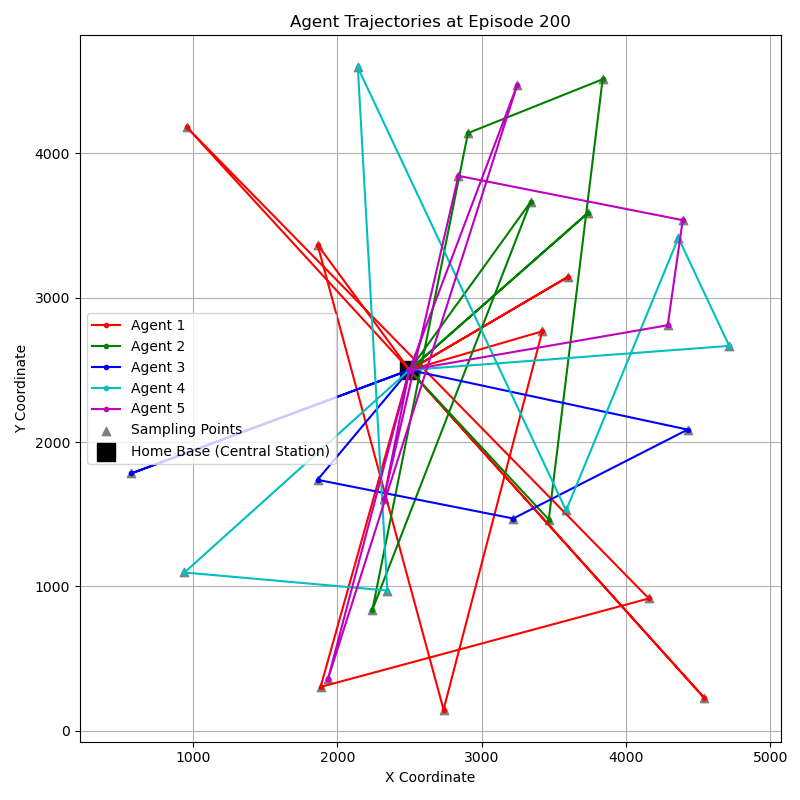 Agent Trajectories at Episode 200
Y Coordinate
4000
3000
2000
1000
0
Agent 1
Agent 2
Agent 3
Agent 4
Agent 5
Sampling Points
Home Base (Central Station)
1000
2000
3000
4000
5000
X Coordinate